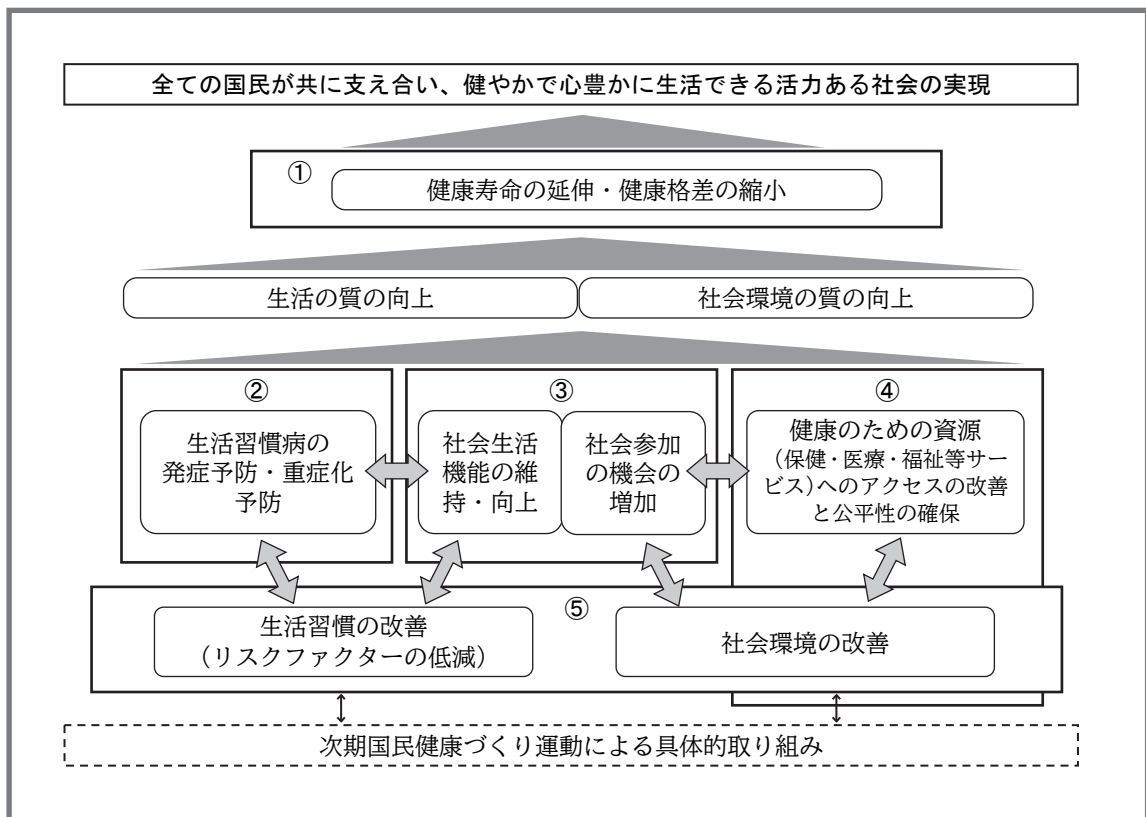 全ての国民が共に支え合い、健やかで心豊かに生活できる活力ある社会の実現
①
健康寿命の延伸・健康格差の縮小
生活の質の向上
社会環境の質の向上
②
生活習慣病の
発症予防・重症化
予防
③
社会生活
機能の維
持・向上
社会参加
の機会の
増加
④
健康のための資源
（保健・医療・福祉等サー
ビス）へのアクセスの改善
と公平性の確保
⑤
生活習慣の改善
（リスクファクターの低減）
社会環境の改善
次期国民健康づくり運動による具体的取り組み